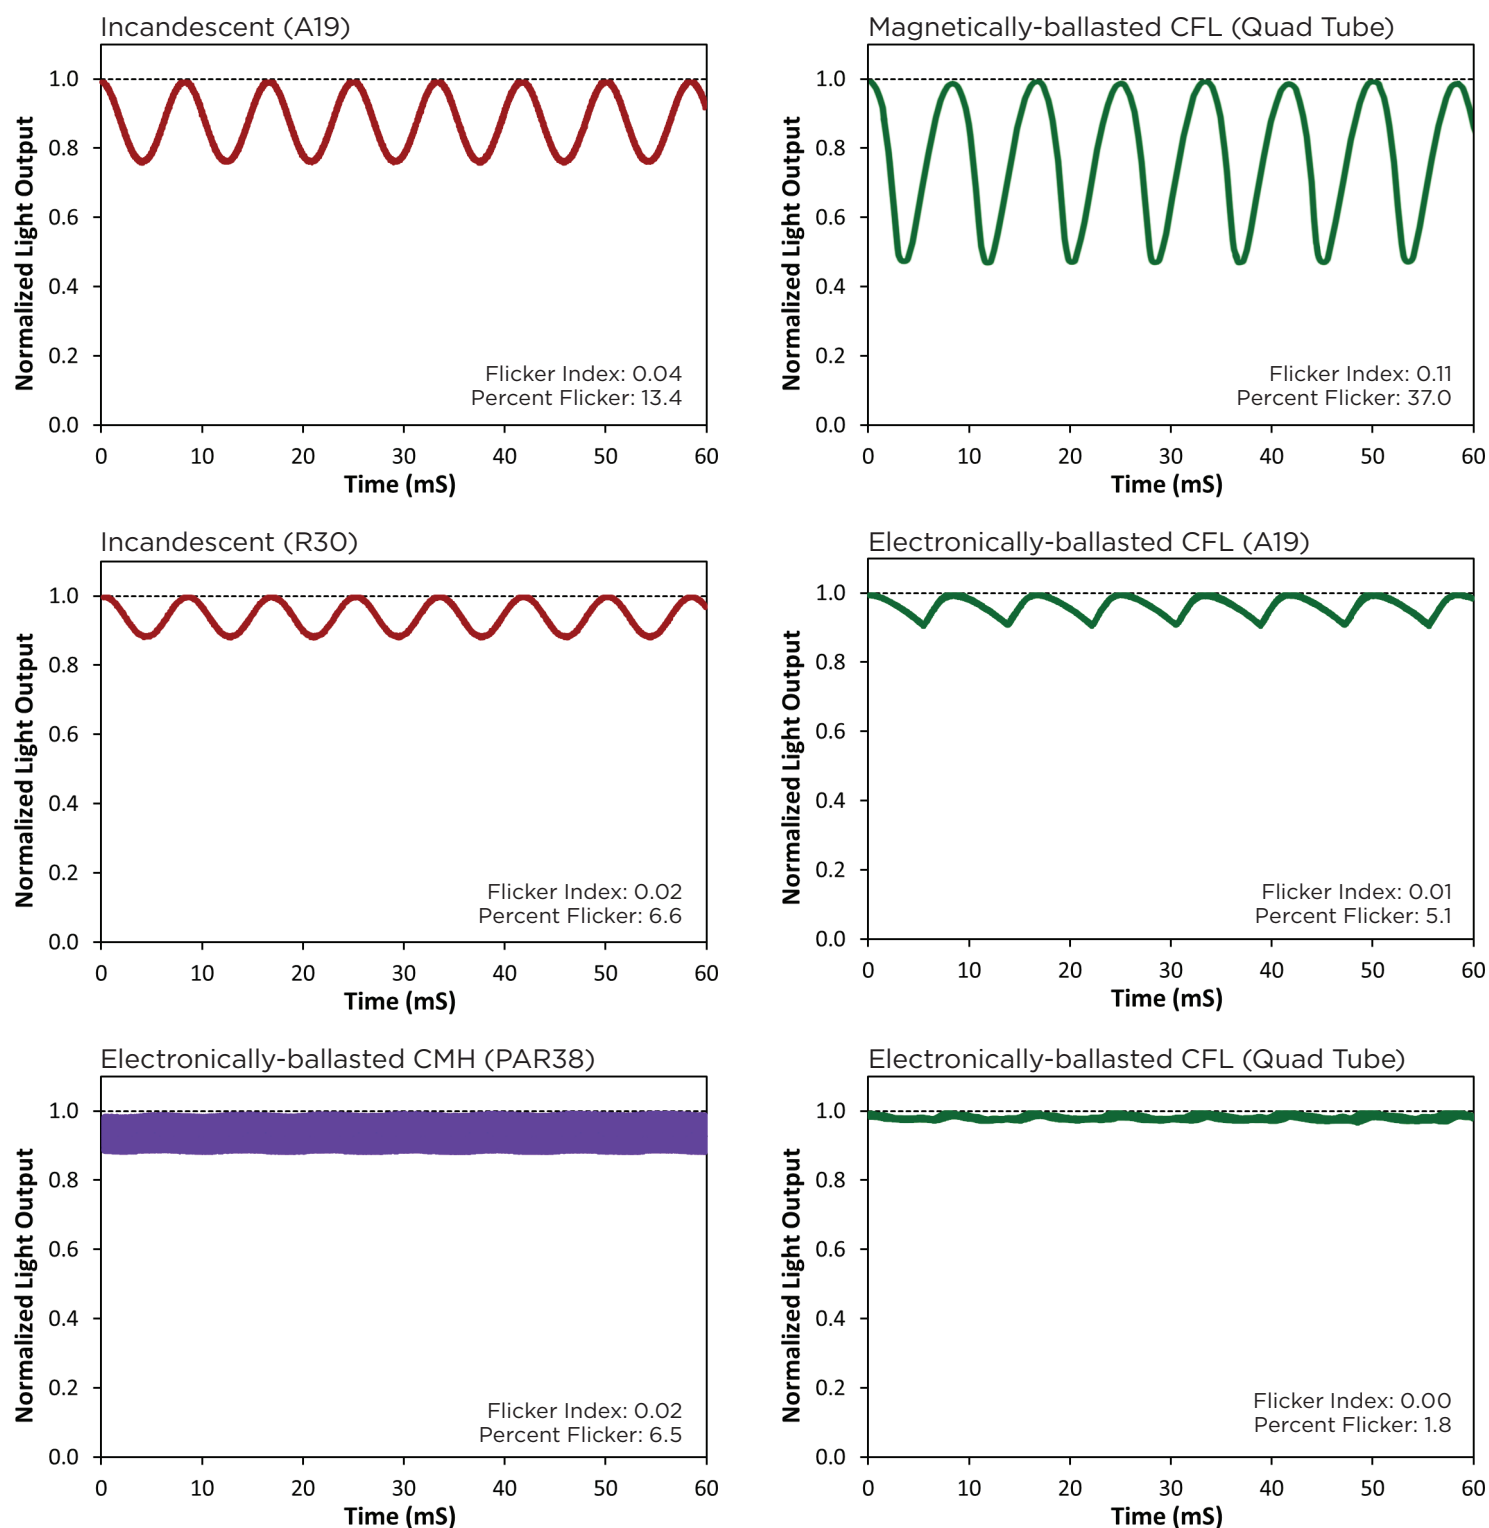 Incandescent (A19)
Normalized Light Output
1.0
0.8
0.6
0.4
0.2
0.0
Flicker Index: 0.04
Percent Flicker: 13.4
0 10 20 30 40 50 60
Time (mS)
Magnetically-ballasted CFL (Quad Tube)
Normalized Light Output
1.0
0.8
0.6
0.4
0.2
0.0
Flicker Index: 0.11
Percent Flicker: 37.0
0 10 20 30 40 50 60
Time (mS)
Incandescent (R30)
Normalized Light Output
1.0
0.8
0.6
0.4
0.2
0.0
Flicker Index: 0.02
Percent Flicker: 6.6
0 10 20 30 40 50 60
Time (mS)
Electronically-ballasted CFL (A19)
Normalized Light Output
1.0
0.8
0.6
0.4
0.2
0.0
Flicker Index: 0.01
Percent Flicker: 5.1
0 10 20 30 40 50 60
Time (mS)
Electronically-ballasted CMH (PAR38)
Normalized Light Output
1.0
0.8
0.6
0.4
0.2
0.0
Flicker Index: 0.02
Percent Flicker: 6.5
0 10 20 30 40 50 60
Time (mS)
Electronically-ballasted CFL (Quad Tube)
Normalized Light Output
1.0
0.8
0.6
0.4
0.2
0.0
Flicker Index: 0.00
Percent Flicker: 1.8
0 10 20 30 40 50 60
Time (mS)